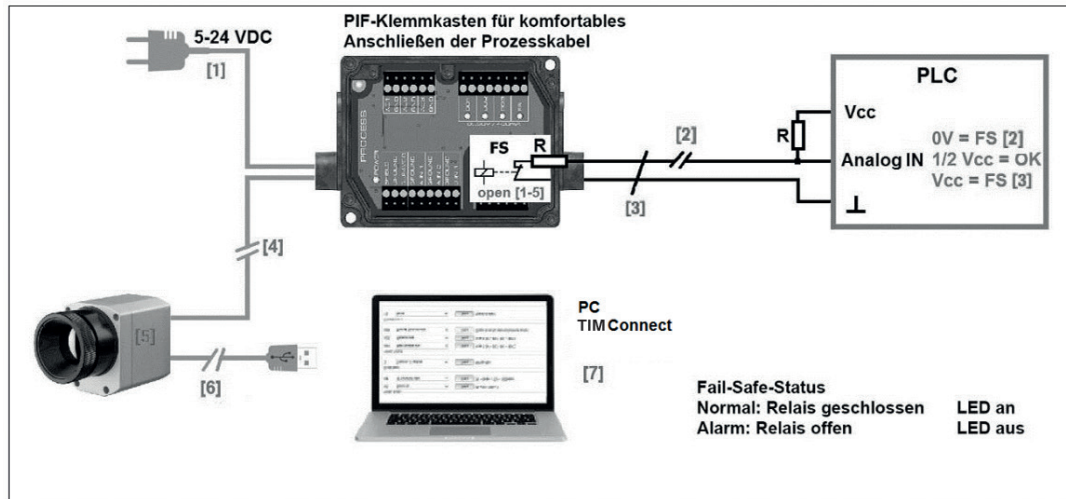 PIF-Klemmkasten für komfortables
Anschließen der Prozesskabel
5-24 VDC
[1]
PROCESS
POWER
FS
R
open [1-5]
[2]
[3]
R
PLC
Vcc
Analog IN
0V = FS [2]
1/2 Vcc = OK
Vcc = FS [3]
[4]
[5]
[6]
PC
TIM Connect
[7]
Fail-Safe-Status
Normal: Relais geschlossen LED an
Alarm: Relais offen LED aus